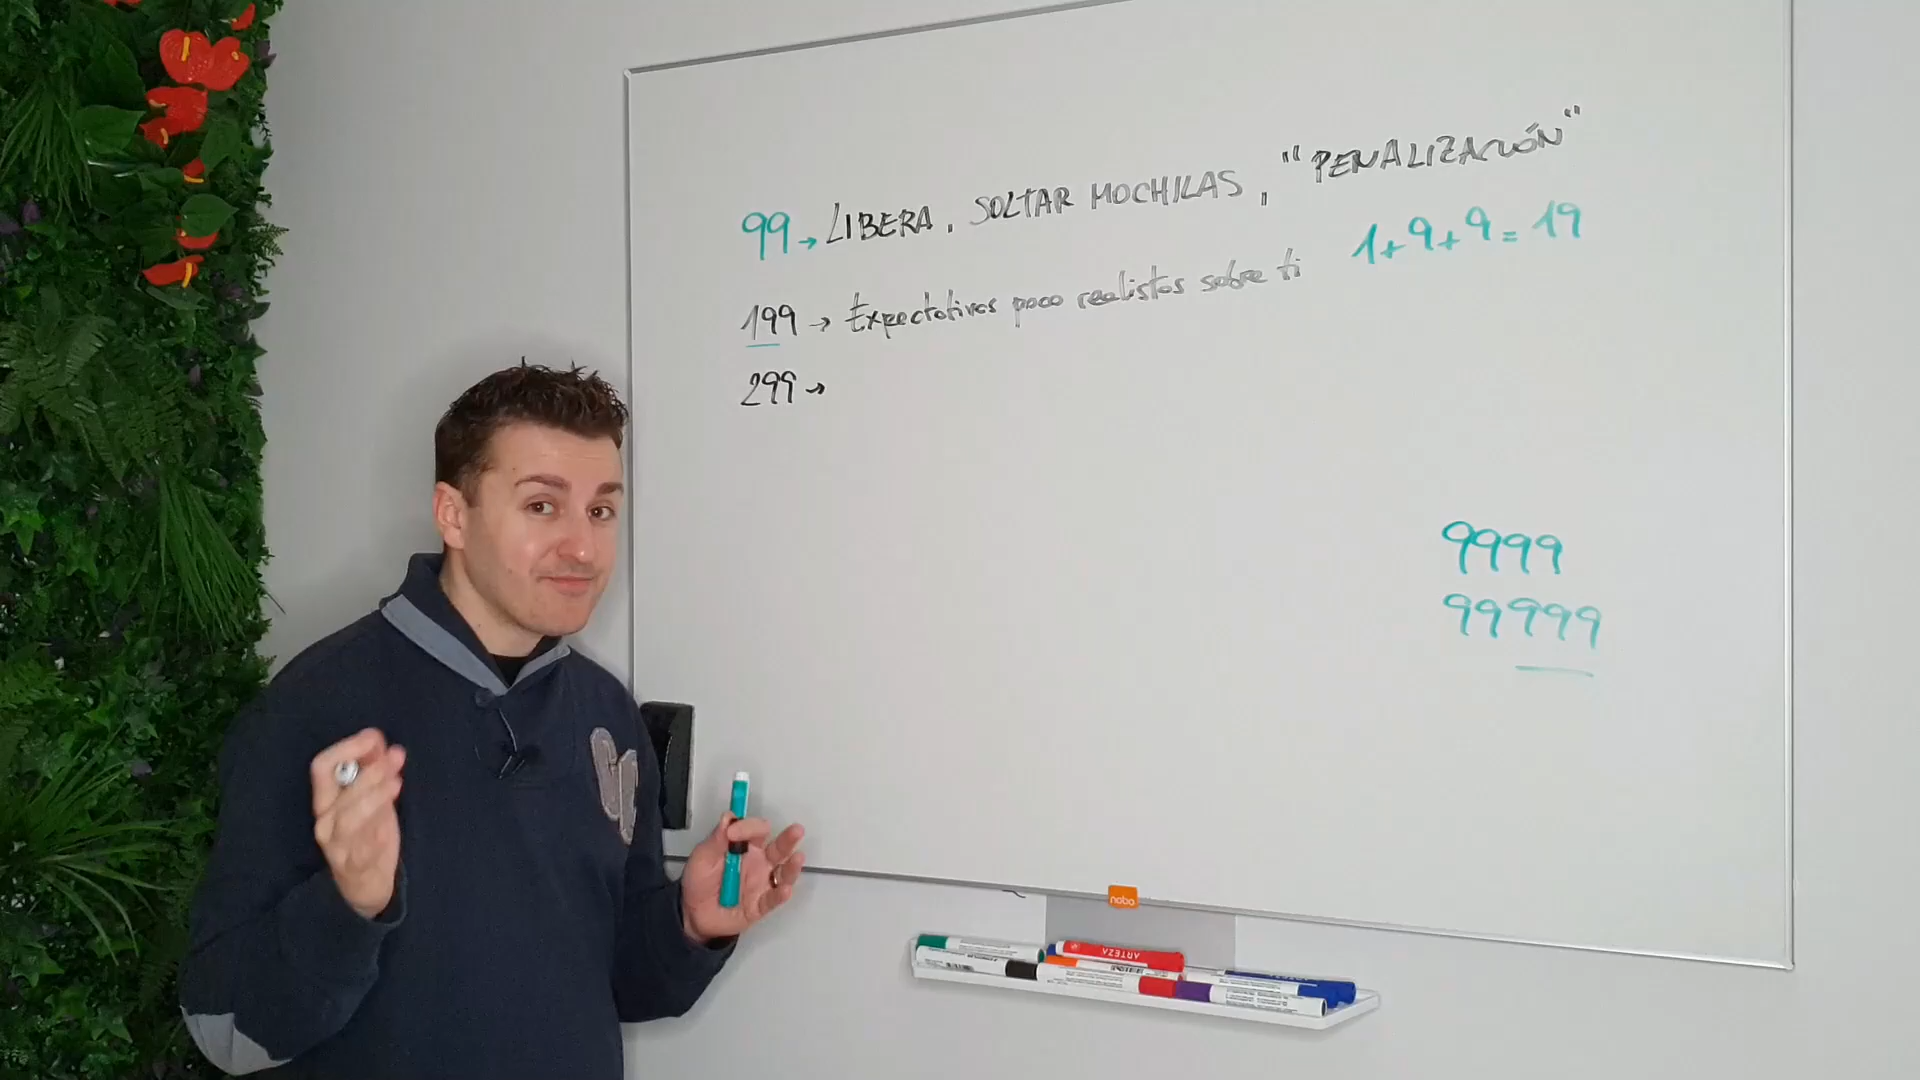 99 → LIBERA, SOLTAR MOCHILAS, "PENALIZACIÓN"
1+9+9=19
199 → Expectativas poco realistas sobre ti
299 →
9999
99999
nobo
ARTEZA